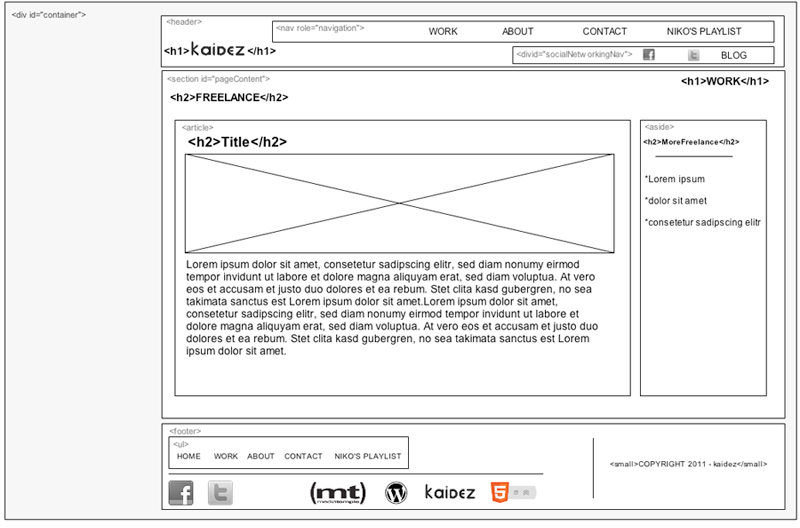 <div id="container">
<header>
<nav role="navigation">
WORK ABOUT CONTACT NIKO'S PLAYLIST
<h1>kaidez</h1>
<divid="socialNetworkingNav"> f t BLOG
<section id="pageContent">
<h1>WORK</h1>
<h2>FREELANCE</h2>
<article>
<h2>Title</h2>
Lorem ipsum dolor sit amet, consetetur sadipscing elitr, sed diam nonumy eirmod
tempor invidunt ut labore et dolore magna aliquyam erat, sed diam voluptua. At vero
eos et accusam et justo duo dolores et ea rebum. Stet clita kasd gubergren, no sea
takimata sanctus est Lorem ipsum dolor sit amet.Lorem ipsum dolor sit amet,
consetetur sadipscing elitr, sed diam nonumy eirmod tempor invidunt ut labore et
dolore magna aliquyam erat, sed diam voluptua. At vero eos et accusam et justo duo
dolores et ea rebum. Stet clita kasd gubergren, no sea takimata sanctus est Lorem
ipsum dolor sit amet.
<aside>
<h2>MoreFreelance</h2>
*Lorem ipsum
*dolor sit amet
*consetetur sadipscing elitr
<footer>
<ul>
HOME WORK ABOUT CONTACT NIKO'S PLAYLIST
<small>COPYRIGHT 2011 - kaidez</small>
f t (mt) mediatemple W kaidez 5